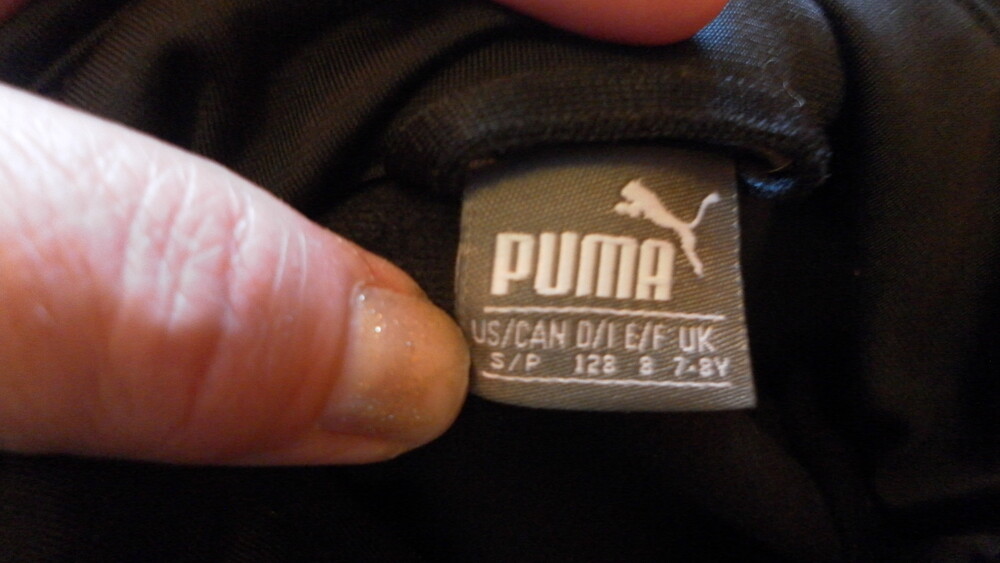 PUMA
US/CAN D/I E/F UK
S/P 128 8 7-8Y